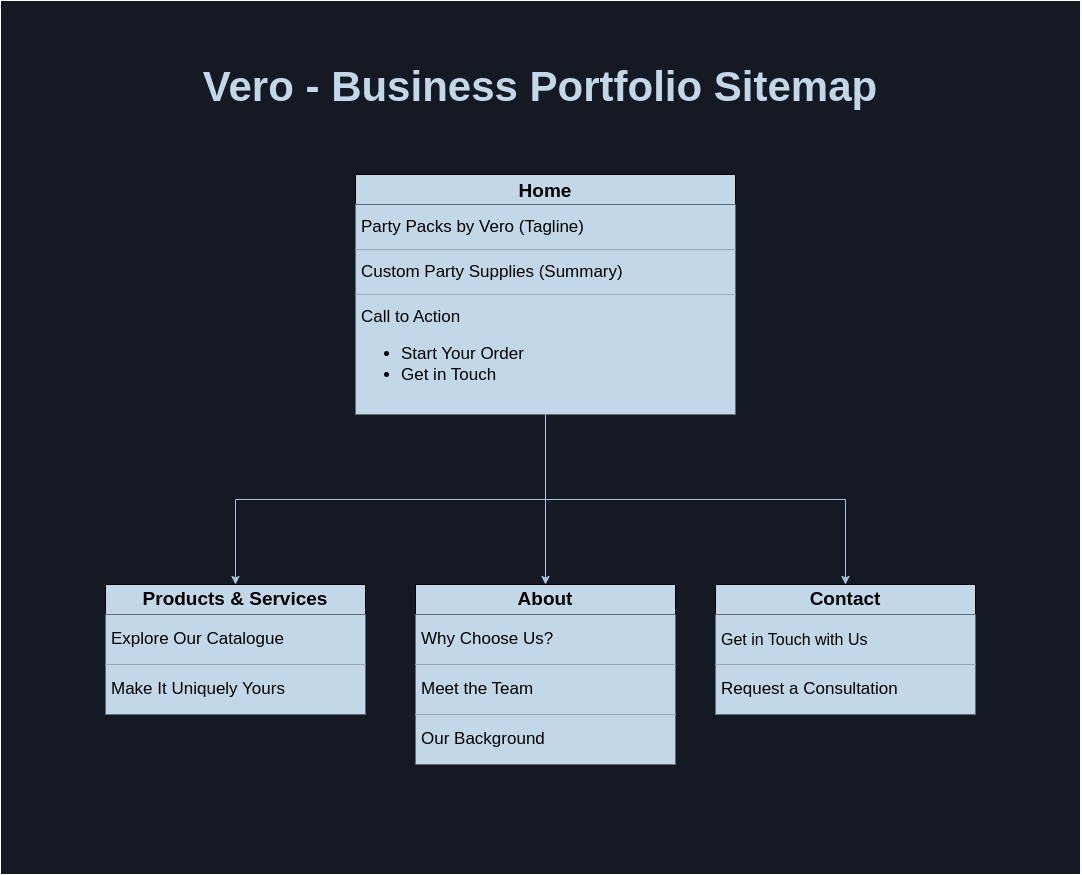 Vero - Business Portfolio Sitemap
Home
Party Packs by Vero (Tagline)
Custom Party Supplies (Summary)
Call to Action
• Start Your Order
• Get in Touch
Products & Services
Explore Our Catalogue
Make It Uniquely Yours
About
Why Choose Us?
Meet the Team
Our Background
Contact
Get in Touch with Us
Request a Consultation